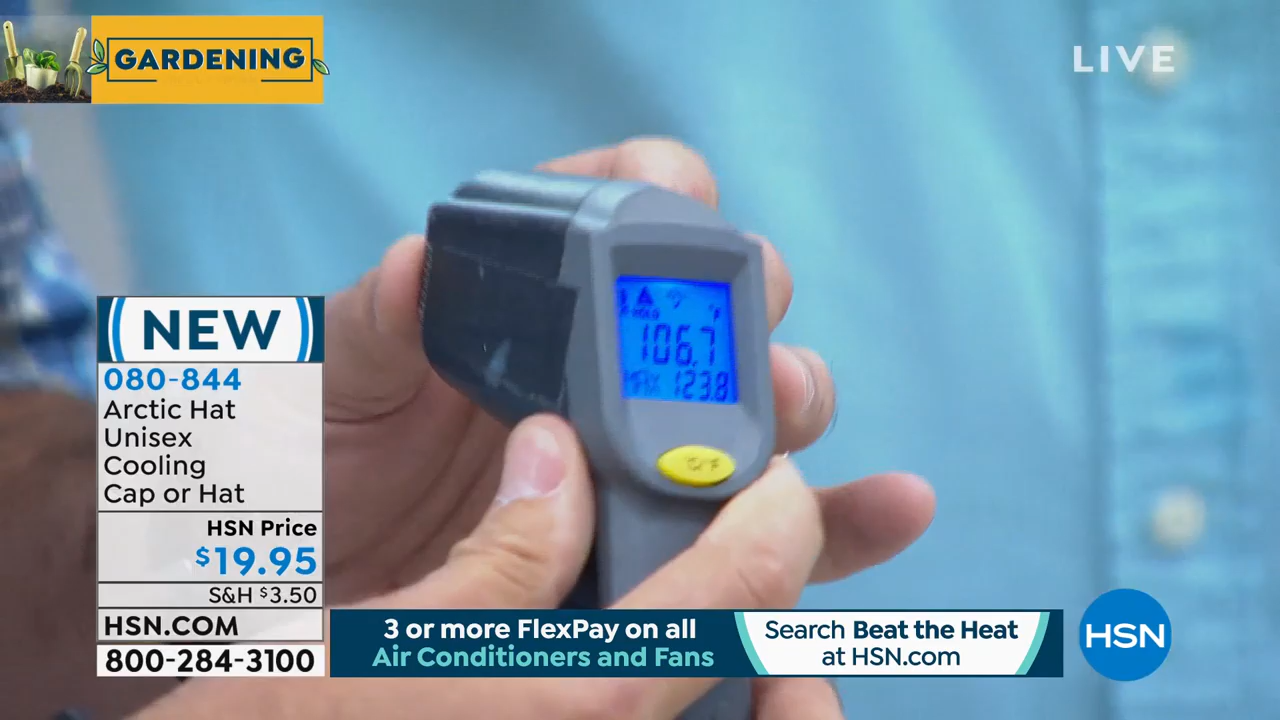 GARDENING
LIVE
°F
106.7
MAX 123.8
°C/°F
NEW
080-844
Arctic Hat
Unisex
Cooling
Cap or Hat
HSN Price
$19.95
S&H $3.50
HSN.COM
800-284-3100
3 or more FlexPay on all
Air Conditioners and Fans
Search Beat the Heat
at HSN.com
HSN